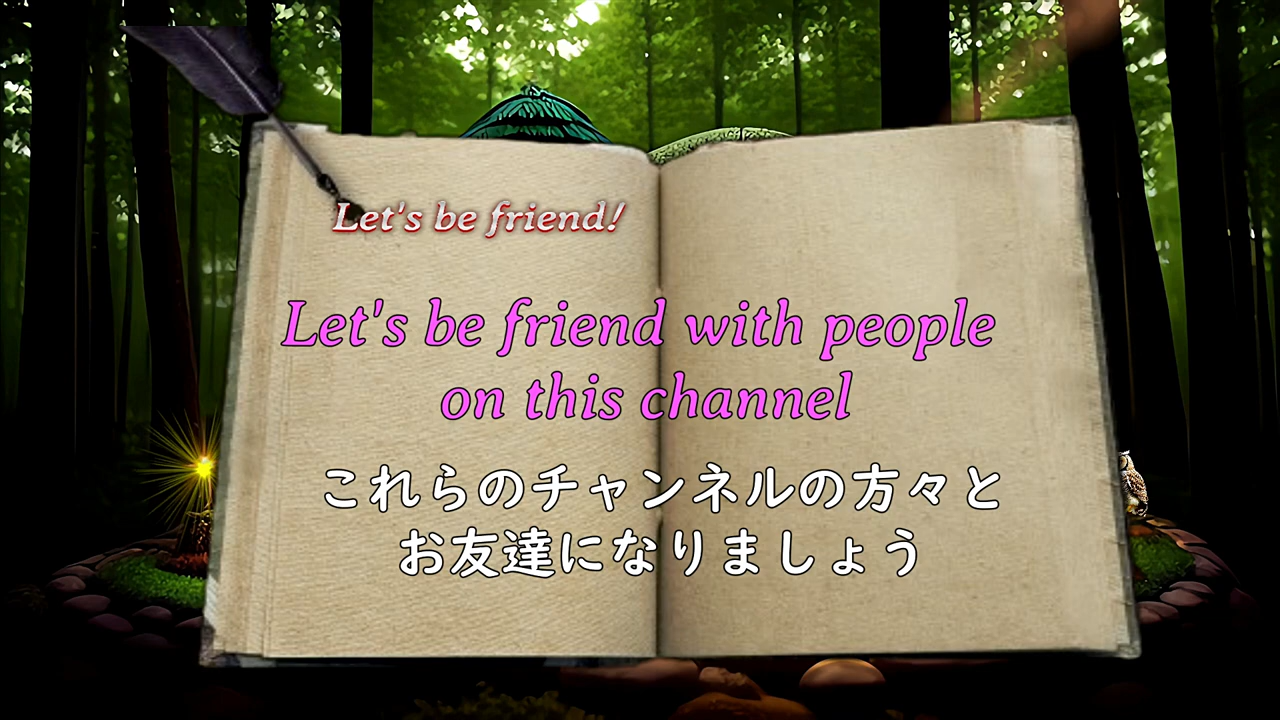 Let's be friend!
Let's be friend with people
on this channel
これらのチャンネルの方々と
お友達になりましょう